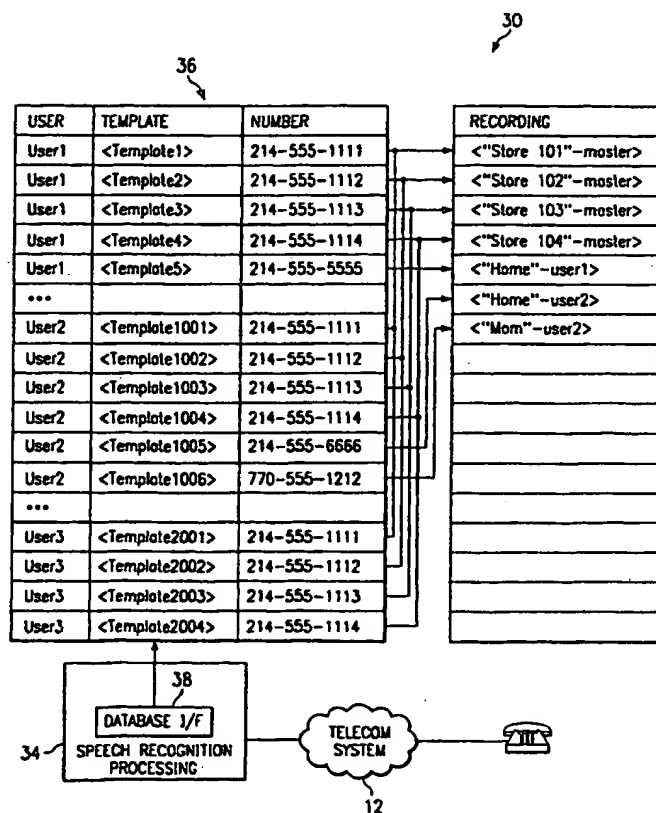 30
36
USER TEMPLATE NUMBER RECORDING
User1 <Template1> 214-555-1111 <"Store 101"-master>
User1 <Template2> 214-555-1112 <"Store 102"-master>
User1 <Template3> 214-555-1113 <"Store 103"-master>
User1 <Template4> 214-555-1114 <"Store 104"-master>
User1 <Template5> 214-555-5555 <"Home"-user1>
••• <"Home"-user2>
User2 <Template1001> 214-555-1111 <"Mom"-user2>
User2 <Template1002> 214-555-1112
User2 <Template1003> 214-555-1113
User2 <Template1004> 214-555-1114
User2 <Template1005> 214-555-6666
User2 <Template1006> 770-555-1212
•••
User3 <Template2001> 214-555-1111
User3 <Template2002> 214-555-1112
User3 <Template2003> 214-555-1113
User3 <Template2004> 214-555-1114
38
DATABASE I/F
34 SPEECH RECOGNITION
PROCESSING
TELECOM
SYSTEM
12